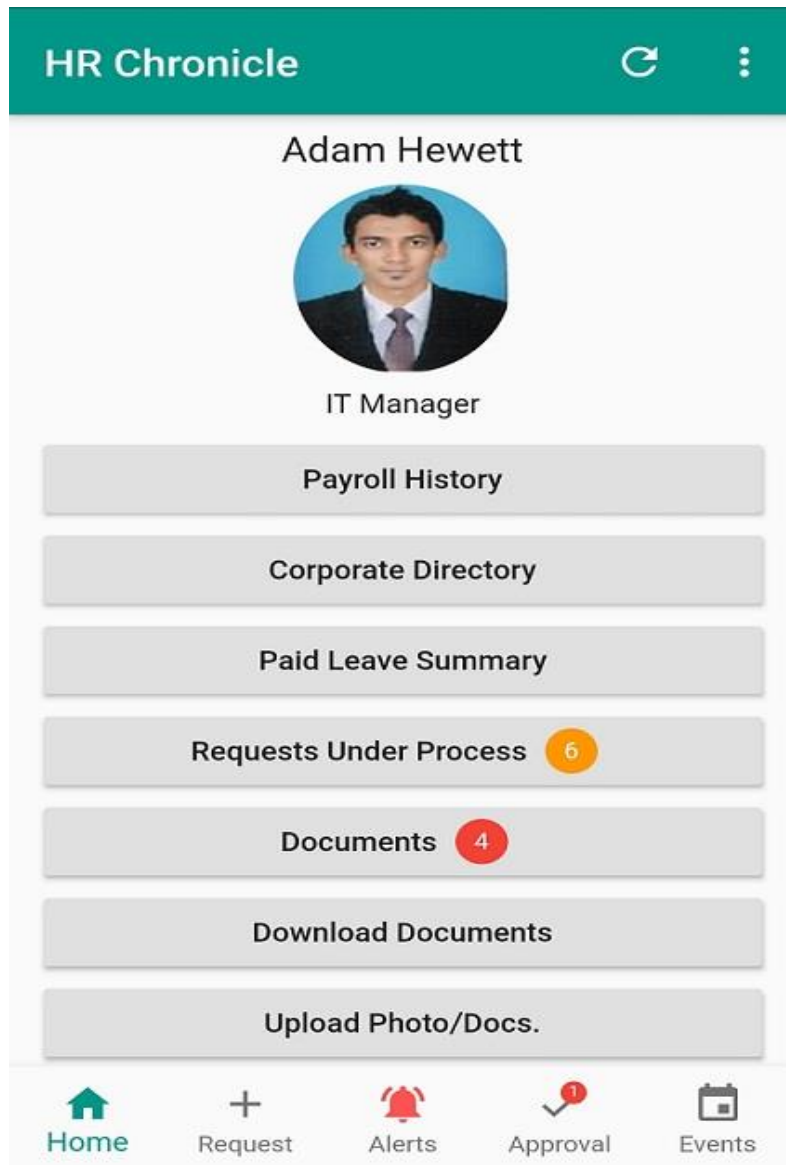 HR Chronicle
Adam Hewett
IT Manager
Payroll History
Corporate Directory
Paid Leave Summary
Requests Under Process 6
Documents 4
Download Documents
Upload Photo/Docs.
1
Home Request Alerts Approval Events